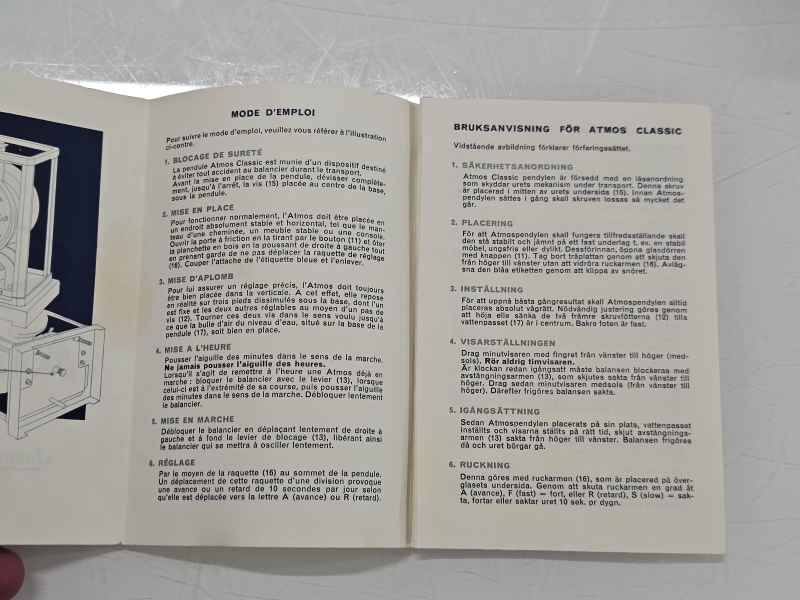 MODE D'EMPLOI
Pour suivre le mode d'emploi, veuillez vous référer à l'illustration
ci-contre.
1. BLOCAGE DE SURETÉ
La pendule Atmos Classic est munie d'un dispositif destiné
à éviter tout accident au balancier durant le transport.
Avant la mise en place de la pendule, dévisser complète-
ment, jusqu'à l'arrêt, la vis (15) placée au centre de la base,
sous la pendule.
2. MISE EN PLACE
Pour fonctionner normalement, l'Atmos doit être placée en
un endroit absolument stable et horizontal, tel que le man-
teau d'une cheminée, un meuble stable ou une console.
Ouvrir la porte à friction en la tirant par le bouton (11) et ôter
la planchette en bois en la poussant de droite à gauche tout
en prenant garde de ne pas déplacer la raquette de réglage
(16). Couper l'attache de l'étiquette bleue et l'enlever.
3. MISE D'APLOMB
Pour lui assurer un réglage précis, l'Atmos doit toujours
être bien placée dans la verticale. A cet effet, elle repose
en réalité sur trois pieds dissimulés sous la base, dont l'un
est fixe et les deux autres réglables au moyen d'un pas de
vis (12). Tourner ces deux vis dans le sens voulu jusqu'à
ce que la bulle d'air du niveau d'eau, situé sur la base de la
pendule (17), soit bien en place.
4. MISE A L'HEURE
Pousser l'aiguille des minutes dans le sens de la marche.
Ne jamais pousser l'aiguille des heures.
Lorsqu'il s'agit de remettre à l'heure une Atmos déjà en
marche : bloquer le balancier avec le levier (13), lorsque
celui-ci est à l'extrémité de sa course, puis pousser l'aiguille
des minutes dans le sens de la marche. Débloquer lentement
le balancier.
5. MISE EN MARCHE
Débloquer le balancier en déplaçant lentement de droite à
gauche et à fond le levier de blocage (13), libérant ainsi
le balancier qui se mettra à osciller lentement.
6. RÉGLAGE
Par le moyen de la raquette (16) au sommet de la pendule.
Un déplacement de cette raquette d'une division provoque
une avance ou un retard de 10 secondes par jour selon
qu'elle est déplacée vers la lettre A (avance) ou R (retard).
BRUKSANVISNING FÖR ATMOS CLASSIC
Vidstående avbildning förklarar förfaringssättet.
1. SÄKERHETSANORDNING
Atmos Classic pendylen är försedd med en låsanordning
som skyddar urets mekanism under transport. Denna skruv
är placerad i mitten av urets undersida (15). Innan Atmos-
pendylen sättes i gång skall skruven lossas så mycket det
går.
2. PLACERING
För att Atmospendylen skall fungera tillfredsställande skall
den stå stabilt och jämnt på ett fast underlag t. ex. en stabil
möbel, ungsfris eller dylikt. Dessförinnan, öppna glasdörren
med knappen (11). Tag bort träplattan genom att skjuta den
från höger till vänster utan att vidröra ruckarmen (16). Avläg-
sna den blåa etiketten genom att klippa av snöret.
3. INSTÄLLNING
För att uppnå bästa gångresultat skall Atmospendylen alltid
placeras absolut vågrätt. Nödvändig justering göres genom
att höja elle sänka de två främre skruvfötterna (12) tills
vattenpasset (17) är i centrum. Bakre foten är fast.
4. VISARSTÄLLNINGEN
Drag minutvisaren med fingret från vänster till höger (med-
sols). Rör aldrig timvisaren.
Är klockan redan igångsatt måste balansen blockeras med
avstångningsarmen (13), som skjutes sakta från vänster till
höger. Drag sedan minutvisaren medsols (från vänster till
höger). Därefter frigöres balansen sakta.
5. IGÅNGSÄTTNING
Sedan Atmospendylen placerats på sin plats, vattenpasset
inställts och visarna ställts på rätt tid, skjut avstängnings-
armen (13) sakta från höger till vänster. Balansen frigöres
då och uret börgar gå.
6. RUCKNING
Denna göres med ruckarmen (16), som är placerad på över-
glasets undersida. Genom att skuta ruckarmen en grad åt
A (avance), F (fast) = fort, eller R (retard), S (slow) = sak-
ta, fortar eller saktar uret 10 sek. pr dygn.